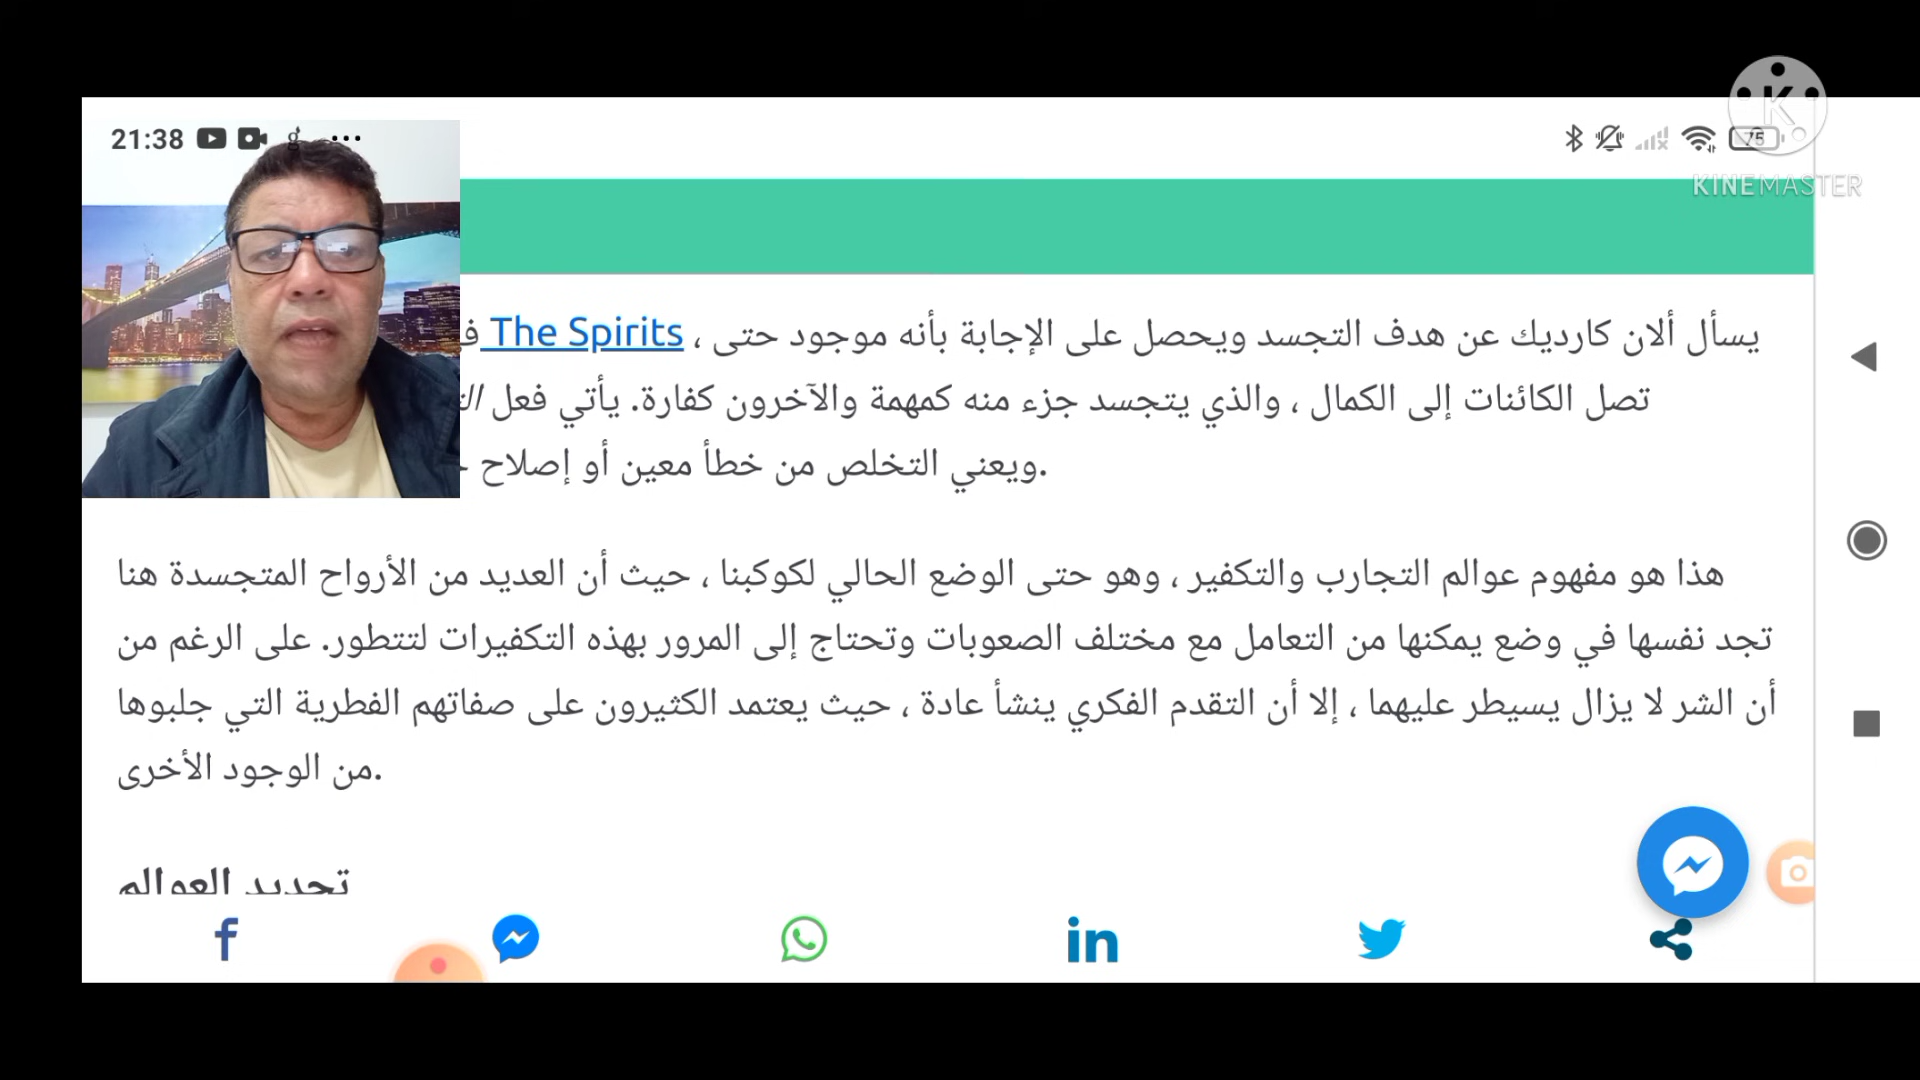 21:38
75
KINEMASTER
The Spirits يسأل ألان كارديك عن هدف التجسد ويحصل على الإجابة بأنه موجود حتى ،
تصل الكائنات إلى الكمال ، والذي يتجسد جزء منه كمهمة والآخرون كفارة. يأتي فعل
ويعني التخلص من خطأ معين أو إصلاح.
هذا هو مفهوم عوالم التجارب والتكفير ، وهو حتى الوضع الحالي لكوكبنا ، حيث أن العديد من الأرواح المتجسدة هنا
تجد نفسها في وضع يمكنها من التعامل مع مختلف الصعوبات وتحتاج إلى المرور بهذه التكفيرات لتتطور. على الرغم من
أن الشر لا يزال يسيطر عليهما ، إلا أن التقدم الفكري ينشأ عادة ، حيث يعتمد الكثيرون على صفاتهم الفطرية التي جلبوها
من الوجود الأخرى.
تحديد العوالم